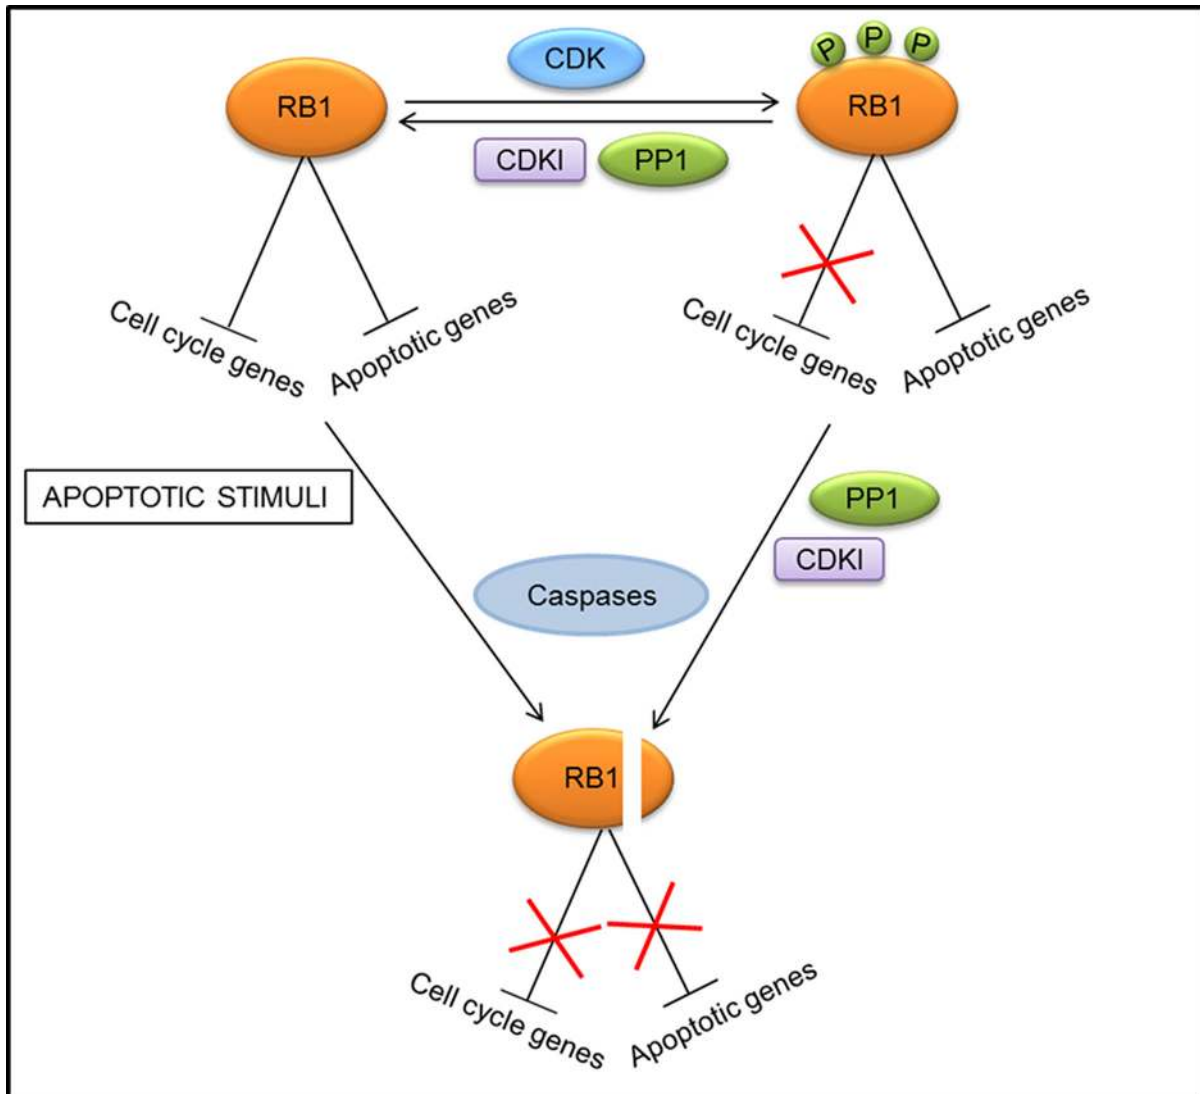 CDK
RB1
P P P
RB1
CDKI
PP1
Cell cycle genes
Apoptotic genes
Cell cycle genes
Apoptotic genes
APOPTOTIC STIMULI
PP1
CDKI
Caspases
RB1
Cell cycle genes
Apoptotic genes